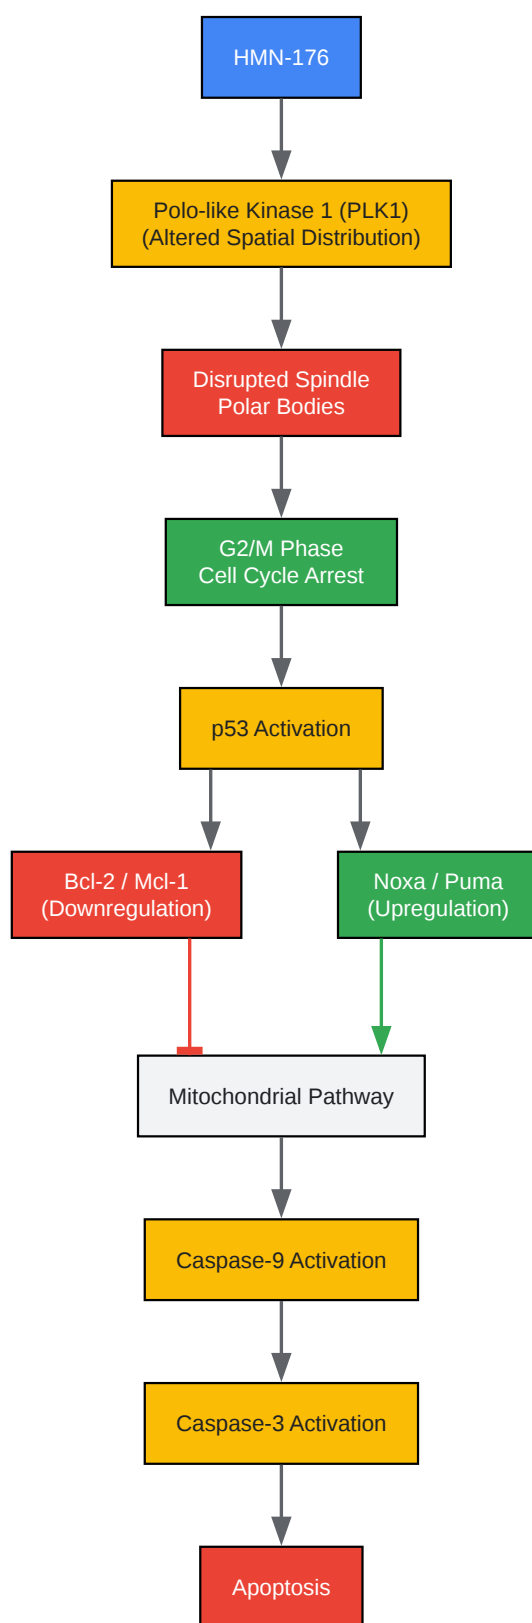 HMN-176
Polo-like Kinase 1 (PLK1)
(Altered Spatial Distribution)
Disrupted Spindle
Polar Bodies
G2/M Phase
Cell Cycle Arrest
p53 Activation
Bcl-2 / Mcl-1
(Downregulation)
Noxa / Puma
(Upregulation)
Mitochondrial Pathway
Caspase-9 Activation
Caspase-3 Activation
Apoptosis